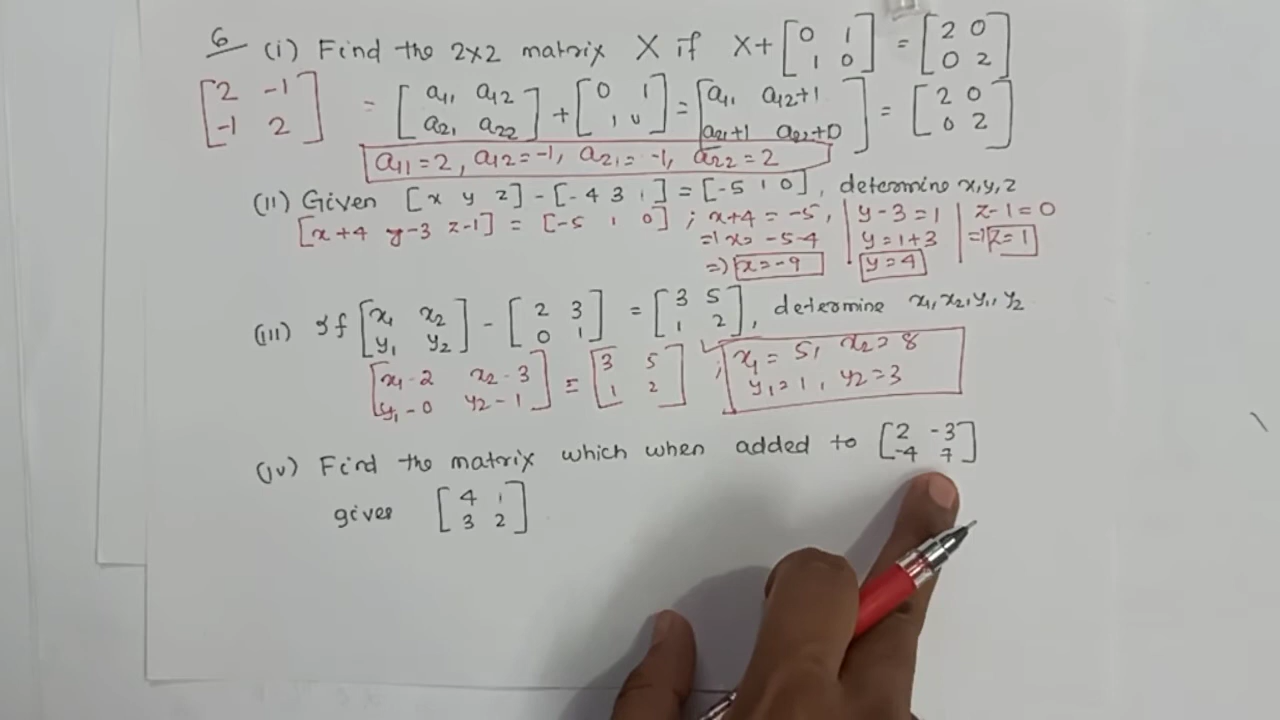 6 (i) Find the 2x2 matrix X if X+[0 1 = [2 0
1 0] 0 2]
[2 -1 = [a11 a12 + [0 1 = [a11 a12+1 = [2 0
-1 2] a21 a22] 1 0] a21+1 a22+0] 0 2]
a11=2, a12=-1, a21=-1, a22=2
(ii) Given [x y z] - [-4 3 1] = [-5 1 0], determine x,y,z
[x+4 y-3 z-1] = [-5 1 0] ; x+4 = -5, | y-3=1 | z-1=0
=) x= -5-4 | y=1+3 | =) z=1
=) x=-9 | y=4
(iii) If [x1 x2 - [2 3 = [3 5 , determine x1,x2,y1,y2
y1 y2] 0 1] 1 2]
[x1-2 x2-3 = [3 5 ; x1=5, x2=8
y1-0 y2-1] 1 2] y1=1, y2=3
(iv) Find the matrix which when added to [2 -3
-4 7]
gives [4 1
3 2]